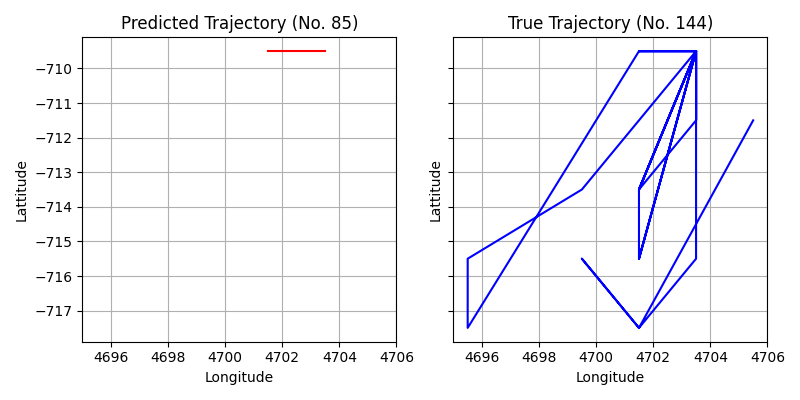 Predicted Trajectory (No. 85)
−710
−711
−712
−713
−714
−715
−716
−717
Lattitude
4696 4698 4700 4702 4704 4706
Longitude
True Trajectory (No. 144)
Lattitude
4696 4698 4700 4702 4704 4706
Longitude